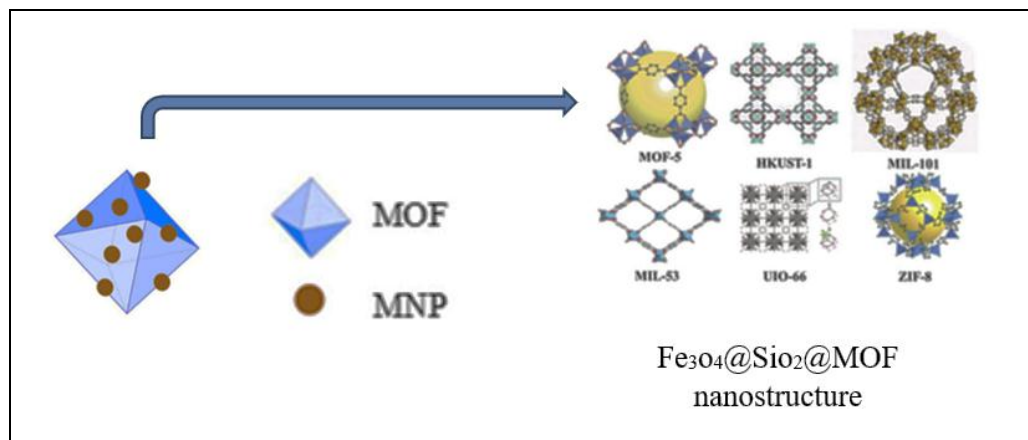 MOF-5 HKUST-1 MIL-101
MOF
MNP
MIL-53 UIO-66 ZIF-8
Fe₃o₄@Sio₂@MOF
nanostructure